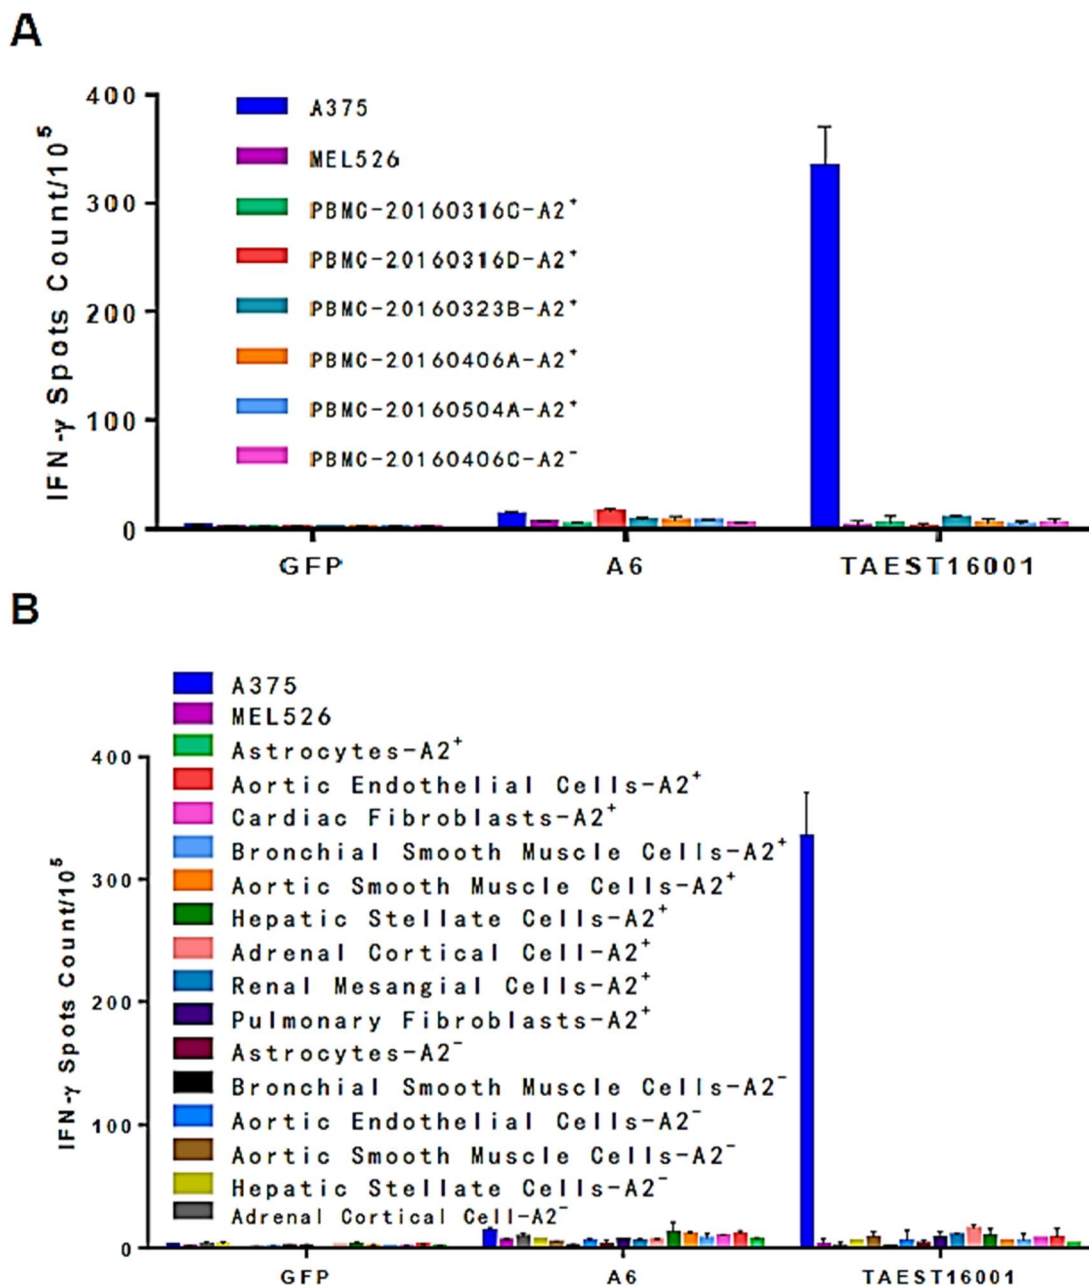 A
400
300
200
100
0
IFN-γ Spots Count/10⁵
A375
MEL526
PBMC-20160316C-A2⁺
PBMC-20160316D-A2⁺
PBMC-20160323B-A2⁺
PBMC-20160406A-A2⁺
PBMC-20160504A-A2⁺
PBMC-20160406C-A2⁻
GFP A6 TAEST16001
B
400
300
200
100
0
IFN-γ Spots Count/10⁵
A375
MEL526
Astrocytes-A2⁺
Aortic Endothelial Cells-A2⁺
Cardiac Fibroblasts-A2⁺
Bronchial Smooth Muscle Cells-A2⁺
Aortic Smooth Muscle Cells-A2⁺
Hepatic Stellate Cells-A2⁺
Adrenal Cortical Cell-A2⁺
Renal Mesangial Cells-A2⁺
Pulmonary Fibroblasts-A2⁺
Astrocytes-A2⁻
Bronchial Smooth Muscle Cells-A2⁻
Aortic Endothelial Cells-A2⁻
Aortic Smooth Muscle Cells-A2⁻
Hepatic Stellate Cells-A2⁻
Adrenal Cortical Cell-A2⁻
GFP A6 TAEST16001